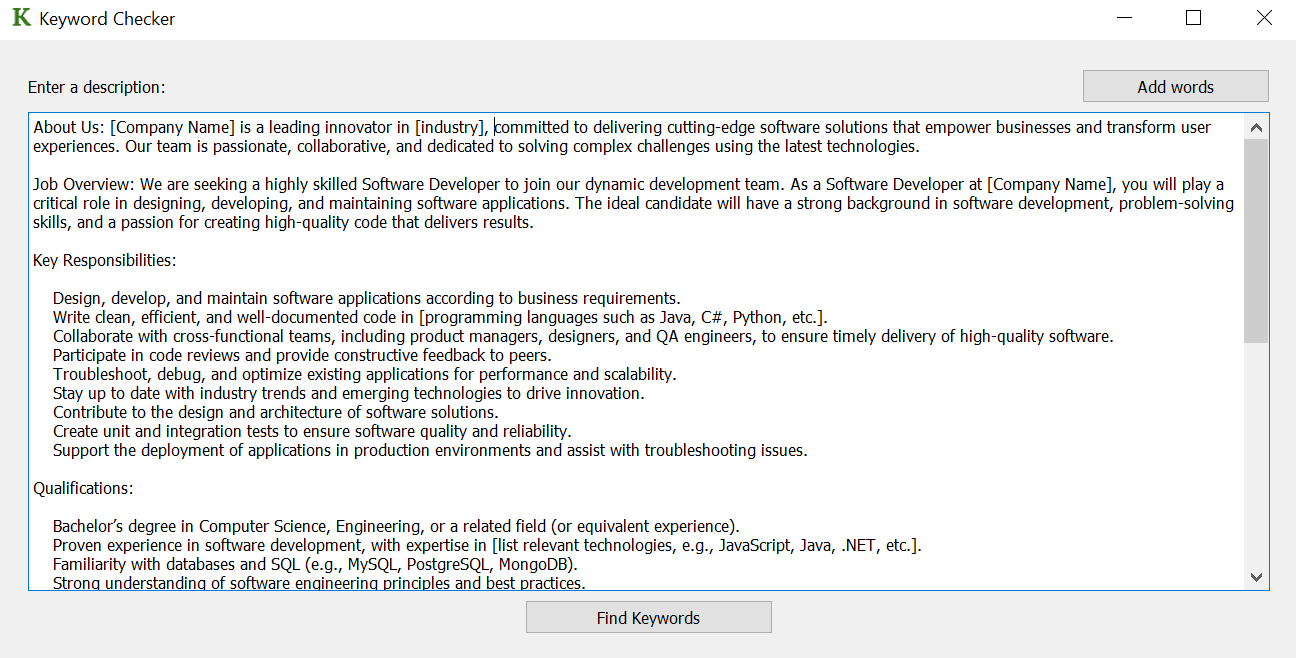 K Keyword Checker
Enter a description:
Add words
About Us: [Company Name] is a leading innovator in [industry], committed to delivering cutting-edge software solutions that empower businesses and transform user
experiences. Our team is passionate, collaborative, and dedicated to solving complex challenges using the latest technologies.
Job Overview: We are seeking a highly skilled Software Developer to join our dynamic development team. As a Software Developer at [Company Name], you will play a
critical role in designing, developing, and maintaining software applications. The ideal candidate will have a strong background in software development, problem-solving
skills, and a passion for creating high-quality code that delivers results.
Key Responsibilities:
Design, develop, and maintain software applications according to business requirements.
Write clean, efficient, and well-documented code in [programming languages such as Java, C#, Python, etc.].
Collaborate with cross-functional teams, including product managers, designers, and QA engineers, to ensure timely delivery of high-quality software.
Participate in code reviews and provide constructive feedback to peers.
Troubleshoot, debug, and optimize existing applications for performance and scalability.
Stay up to date with industry trends and emerging technologies to drive innovation.
Contribute to the design and architecture of software solutions.
Create unit and integration tests to ensure software quality and reliability.
Support the deployment of applications in production environments and assist with troubleshooting issues.
Qualifications:
Bachelor’s degree in Computer Science, Engineering, or a related field (or equivalent experience).
Proven experience in software development, with expertise in [list relevant technologies, e.g., JavaScript, Java, .NET, etc.].
Familiarity with databases and SQL (e.g., MySQL, PostgreSQL, MongoDB).
Strong understanding of software engineering principles and best practices.
Find Keywords